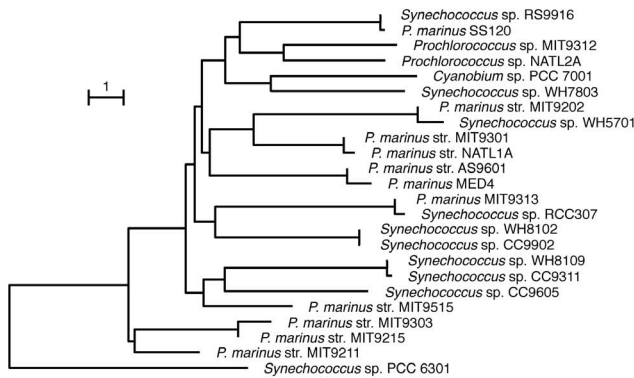 Synechococcus sp. RS9916
P. marinus SS120
Prochlorococcus sp. MIT9312
Prochlorococcus sp. NATL2A
Cyanobium sp. PCC 7001
Synechococcus sp. WH7803
1
P. marinus str. MIT9202
Synechococcus sp. WH5701
P. marinus str. MIT9301
P. marinus str. NATL1A
P. marinus str. AS9601
P. marinus MED4
P. marinus MIT9313
Synechococcus sp. RCC307
Synechococcus sp. WH8102
Synechococcus sp. CC9902
Synechococcus sp. WH8109
Synechococcus sp. CC9311
Synechococcus sp. CC9605
P. marinus str. MIT9515
P. marinus str. MIT9303
P. marinus str. MIT9215
P. marinus str. MIT9211
Synechococcus sp. PCC 6301